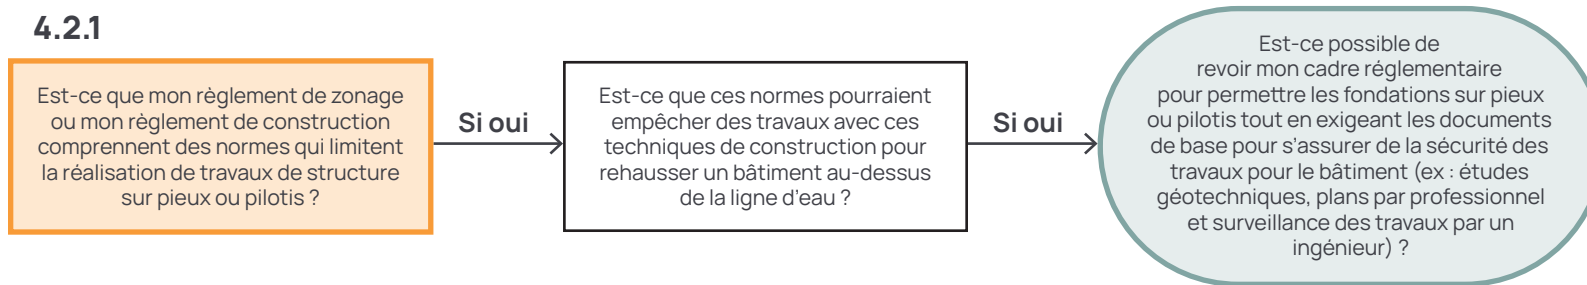 4.2.1
Est-ce que mon règlement de zonage
ou mon règlement de construction
comprennent des normes qui limitent
la réalisation de travaux de structure
sur pieux ou pilotis ?
Si oui
Est-ce que ces normes pourraient
empêcher des travaux avec ces
techniques de construction pour
rehausser un bâtiment au-dessus
de la ligne d'eau ?
Si oui
Est-ce possible de
revoir mon cadre réglementaire
pour permettre les fondations sur pieux
ou pilotis tout en exigeant les documents
de base pour s'assurer de la sécurité des
travaux pour le bâtiment (ex : études
géotechniques, plans par professionnel
et surveillance des travaux par un
ingénieur) ?